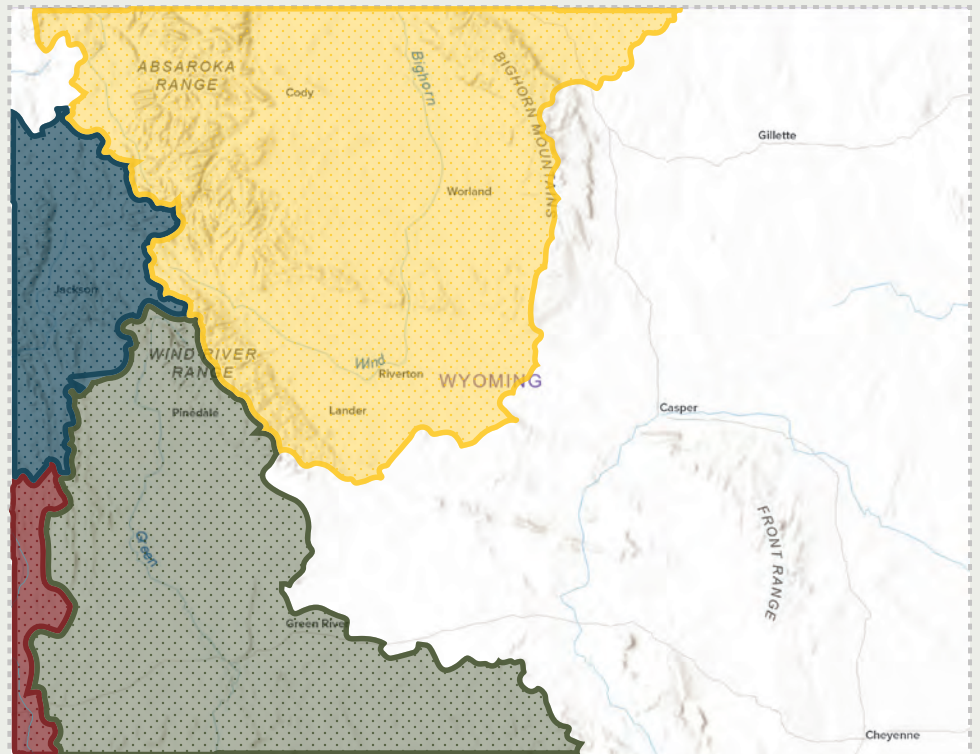 ABSAROKA
RANGE
Cody
Bighorn
BIGHORN MOUNTAINS
Gillette
Worland
Jackson
WIND RIVER
RANGE
Wind
Riverton
WYOMING
Pinedale
Lander
Casper
Green
FRONT RANGE
Green River
Cheyenne